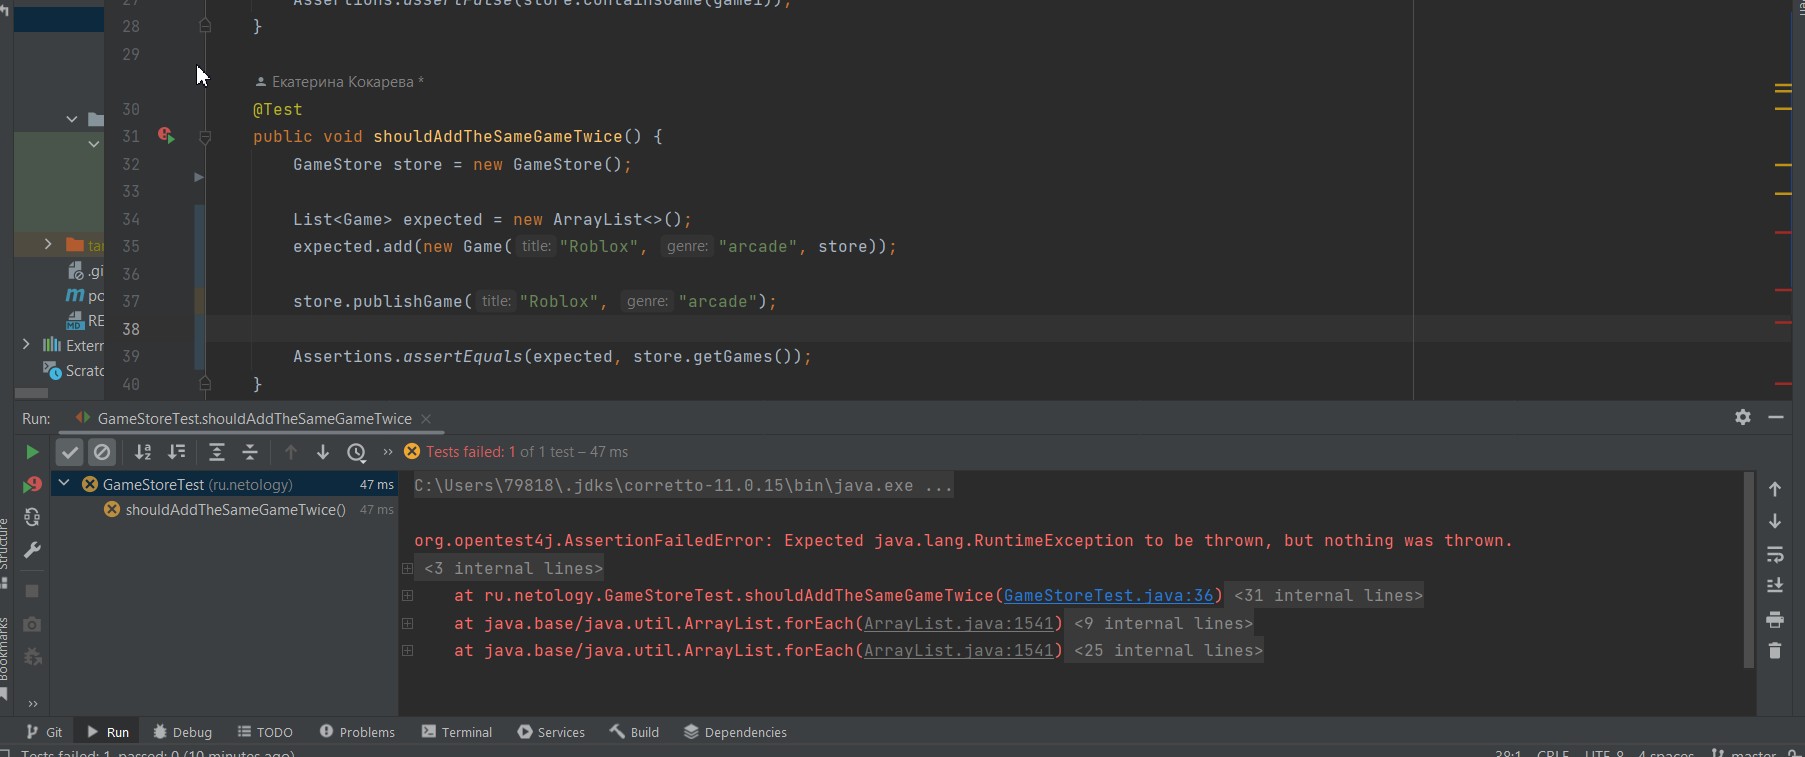 27 Assertions.assertFalse(store.containsGame(game1));
28 }
29
Екатерина Кокарева *
30 @Test
31 public void shouldAddTheSameGameTwice() {
32 GameStore store = new GameStore();
33
34 List<Game> expected = new ArrayList<>();
35 expected.add(new Game( title: "Roblox", genre: "arcade", store));
36
37 store.publishGame( title: "Roblox", genre: "arcade");
38
39 Assertions.assertEquals(expected, store.getGames());
40 }
tar
.gi
po
RE
Extern
Scratc
Run: GameStoreTest.shouldAddTheSameGameTwice
Tests failed: 1 of 1 test – 47 ms
GameStoreTest (ru.netology) 47 ms
shouldAddTheSameGameTwice() 47 ms
C:\Users\79818\.jdks\corretto-11.0.15\bin\java.exe ...
org.opentest4j.AssertionFailedError: Expected java.lang.RuntimeException to be thrown, but nothing was thrown.
<3 internal lines>
at ru.netology.GameStoreTest.shouldAddTheSameGameTwice(GameStoreTest.java:36) <31 internal lines>
at java.base/java.util.ArrayList.forEach(ArrayList.java:1541) <9 internal lines>
at java.base/java.util.ArrayList.forEach(ArrayList.java:1541) <25 internal lines>
Structure
Bookmarks
Git Run Debug TODO Problems Terminal Services Build Dependencies
Tests failed: 1, passed: 0 (10 minutes ago) 38:1 CRLF UTF-8 4 spaces master